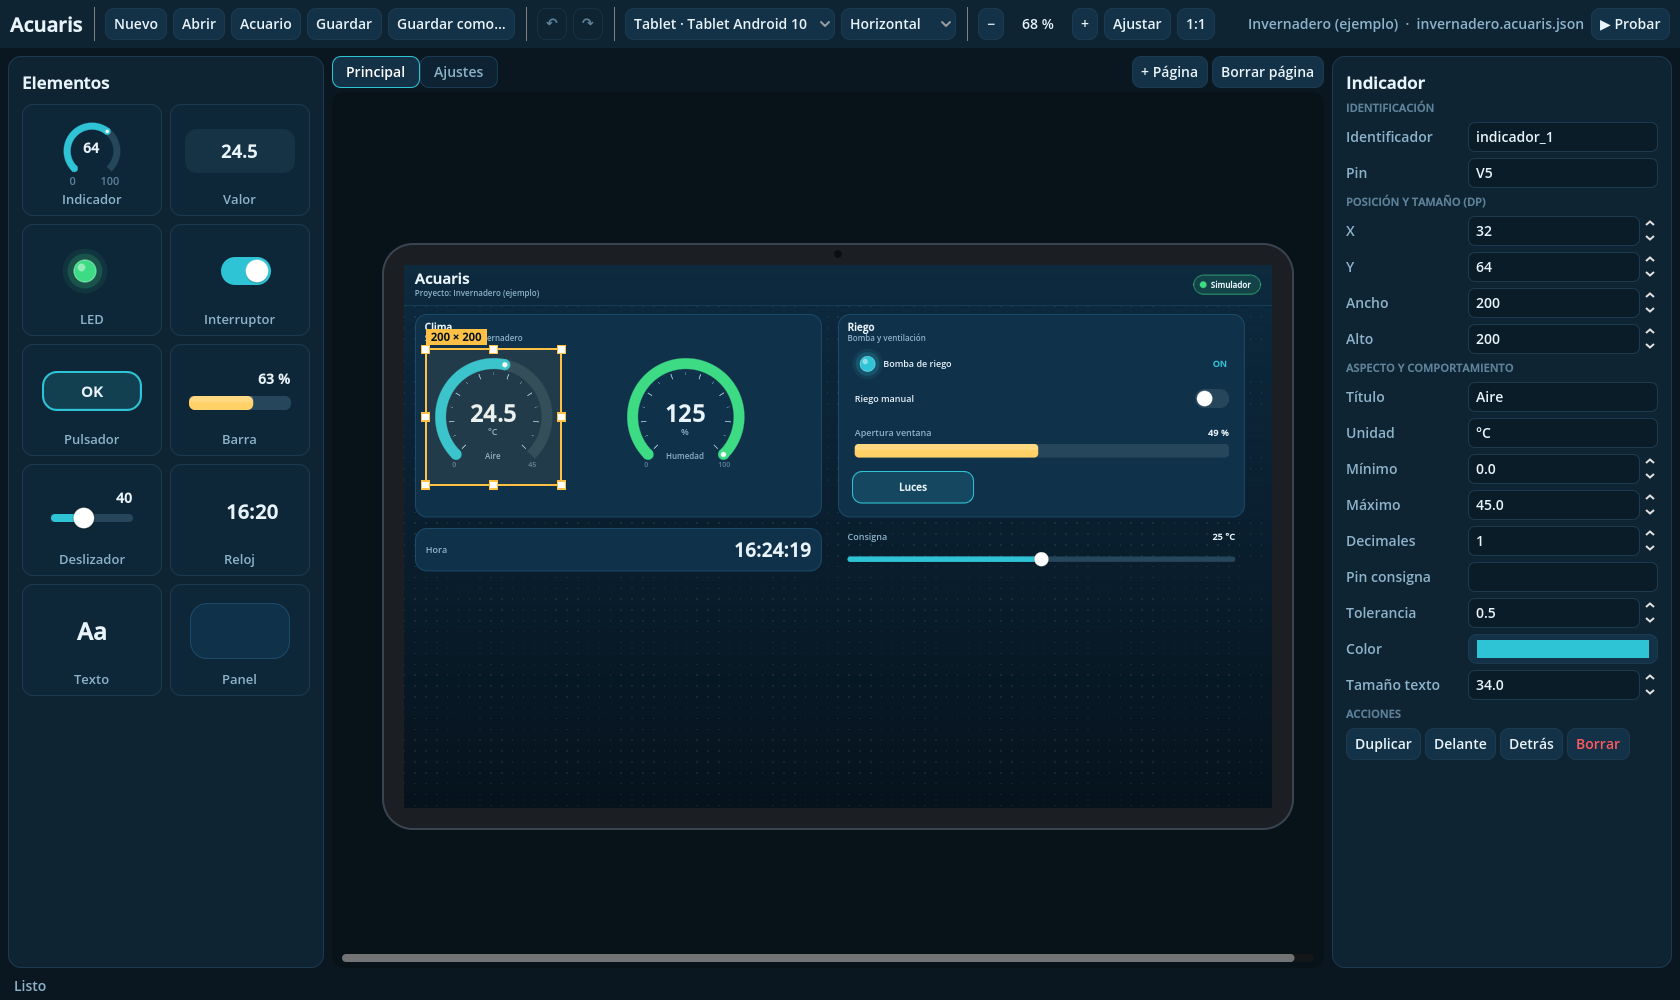 Acuaris
Nuevo
Abrir
Acuario
Guardar
Guardar como...
↶
↷
Tablet · Tablet Android 10
Horizontal
−
68 %
+
Ajustar
1:1
Invernadero (ejemplo) · invernadero.acuaris.json
▶ Probar
Elementos
64
0 100
Indicador
24.5
Valor
LED
Interruptor
OK
Pulsador
63 %
Barra
40
Deslizador
16:20
Reloj
Aa
Texto
Panel
Principal
Ajustes
+ Página
Borrar página
Acuaris
Proyecto: Invernadero (ejemplo)
Simulador
Clima
200 × 200
ernadero
24.5
°C
Aire
0 45
125
%
Humedad
0 100
Riego
Bomba y ventilación
Bomba de riego
ON
Riego manual
Apertura ventana
49 %
Luces
Hora
16:24:19
Consigna
25 °C
Indicador
IDENTIFICACIÓN
Identificador indicador_1
Pin V5
POSICIÓN Y TAMAÑO (DP)
X 32
Y 64
Ancho 200
Alto 200
ASPECTO Y COMPORTAMIENTO
Título Aire
Unidad °C
Mínimo 0.0
Máximo 45.0
Decimales 1
Pin consigna
Tolerancia 0.5
Color
Tamaño texto 34.0
ACCIONES
Duplicar
Delante
Detrás
Borrar
Listo